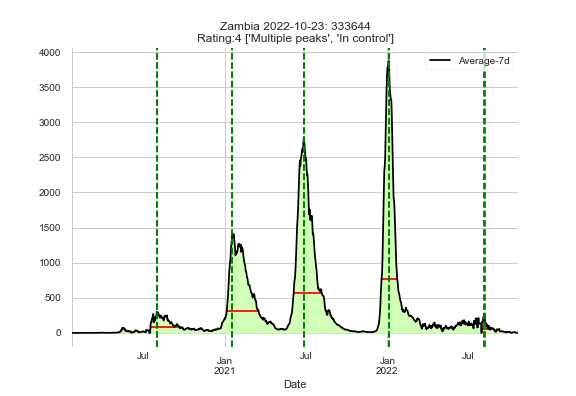 Zambia 2022-10-23: 333644
Rating:4 ['Multiple peaks', 'In control']
Average-7d
4000
3500
3000
2500
2000
1500
1000
500
0
Jul
Jan
2021
Jul
Jan
2022
Jul
Date